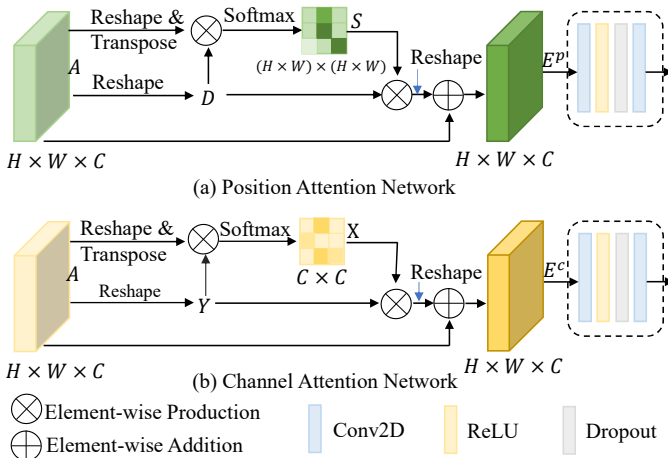 Reshape & Softmax S
Transpose
A (H × W) × (H × W) Reshape E^p
Reshape D
H × W × C H × W × C
(a) Position Attention Network
Reshape & Softmax X
Transpose
A C × C Reshape E^c
Reshape Y
H × W × C H × W × C
(b) Channel Attention Network
Element-wise Production
Element-wise Addition Conv2D ReLU Dropout